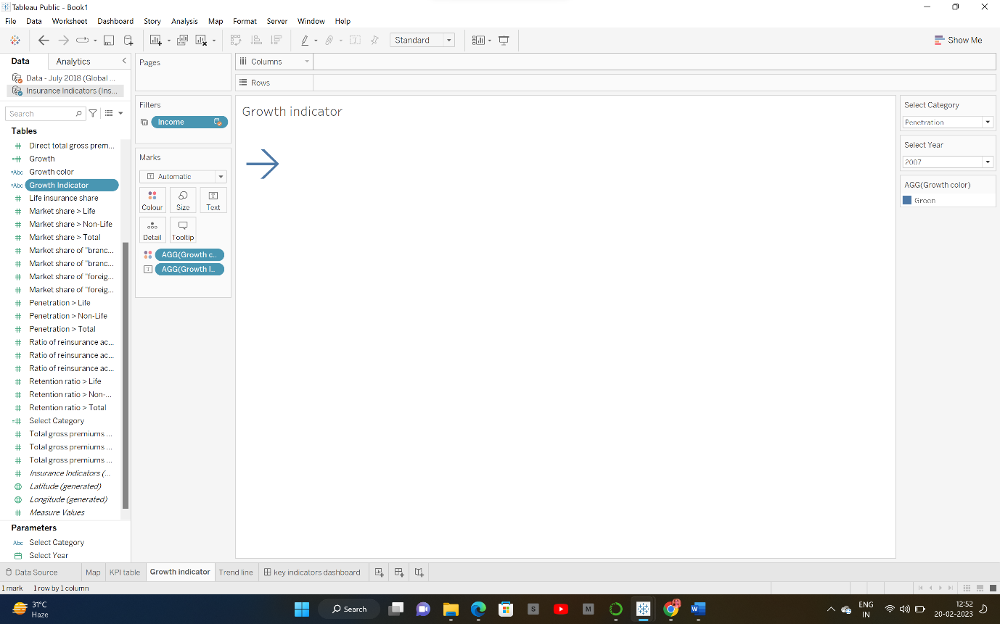 Tableau Public - Book1
File Data Worksheet Dashboard Story Analysis Map Format Server Window Help
Standard
Show Me
Data Analytics
Data - July 2018 (Global ...
Insurance Indicators (Ins...
Search
Tables
# Direct total gross prem...
=# Growth
=Abc Growth color
=Abc Growth Indicator
# Life insurance share
# Market share > Life
# Market share > Non-Life
# Market share > Total
# Market share of "branc...
# Market share of "branc...
# Market share of "foreig...
# Market share of "foreig...
# Penetration > Life
# Penetration > Non-Life
# Penetration > Total
# Ratio of reinsurance ac...
# Ratio of reinsurance ac...
# Ratio of reinsurance ac...
# Retention ratio > Life
# Retention ratio > Non-...
# Retention ratio > Total
=# Select Category
# Total gross premiums ...
# Total gross premiums ...
# Total gross premiums ...
# Insurance Indicators (...
Latitude (generated)
Longitude (generated)
# Measure Values
Parameters
Abc Select Category
Select Year
Pages
Filters
Income
Marks
T Automatic
Colour Size Text
Detail Tooltip
AGG(Growth c..
AGG(Growth I..
Columns
Rows
Growth indicator
Select Category
Penetration
Select Year
2007
AGG(Growth color)
Green
Data Source Map KPI table Growth indicator Trend line key indicators dashboard
1 mark 1 row by 1 column
31°C
Haze
Search
S
M
W
ENG
IN
12:52
20-02-2023